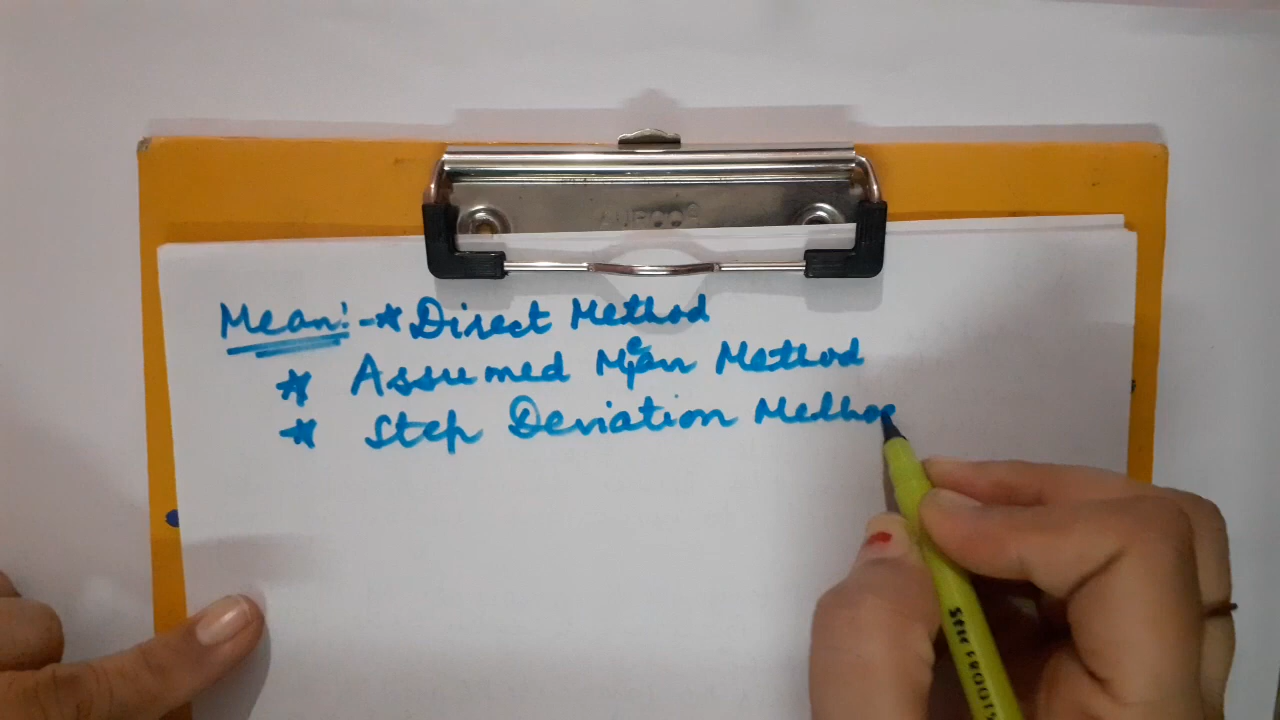 Mean:-*Direct Method
* Assumed Mean Method
* Step Deviation Metho